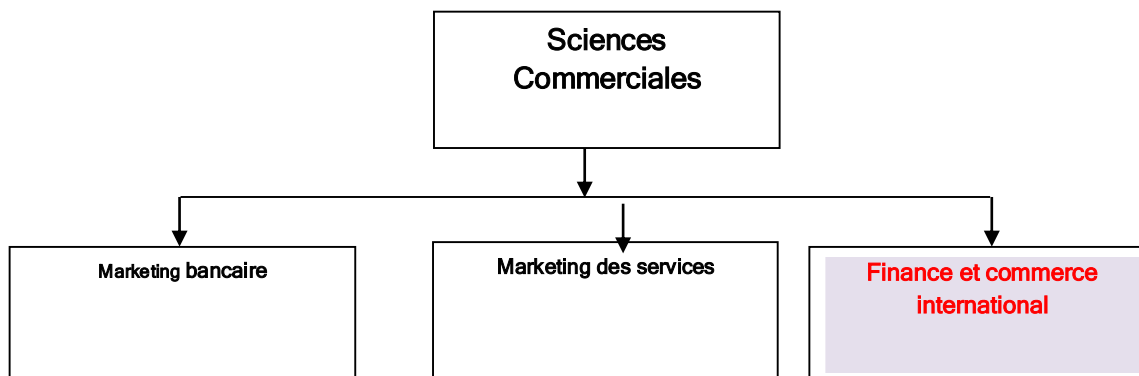 Sciences
Commerciales
Marketing bancaire
Marketing des services
Finance et commerce
international